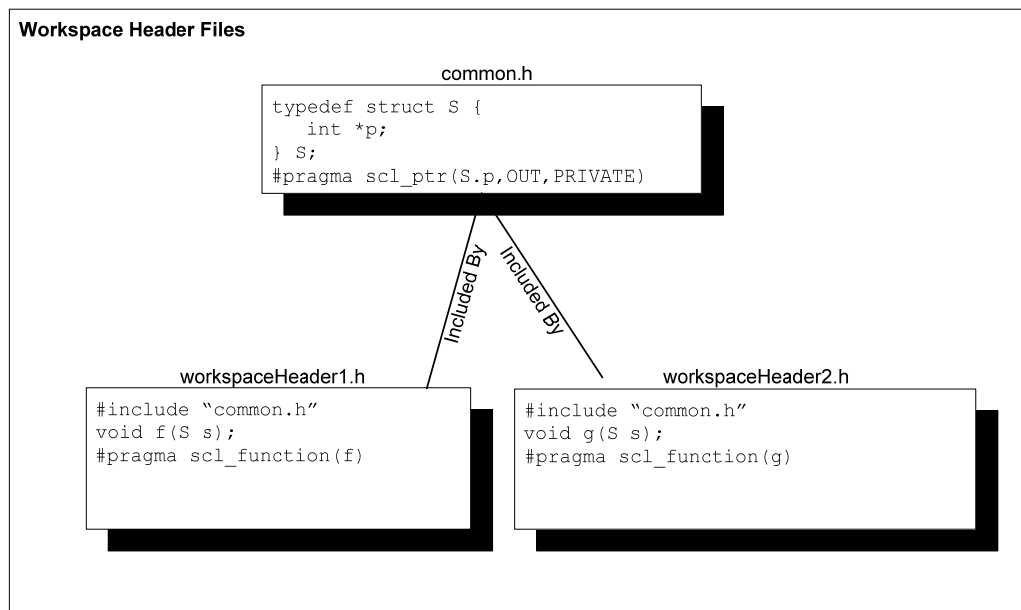 Workspace Header Files
common.h
typedef struct S {
   int *p;
} S;
#pragma scl_ptr(S.p,OUT,PRIVATE)
Included By
Included By
workspaceHeader1.h
#include “common.h”
void f(S s);
#pragma scl_function(f)
workspaceHeader2.h
#include “common.h”
void g(S s);
#pragma scl_function(g)